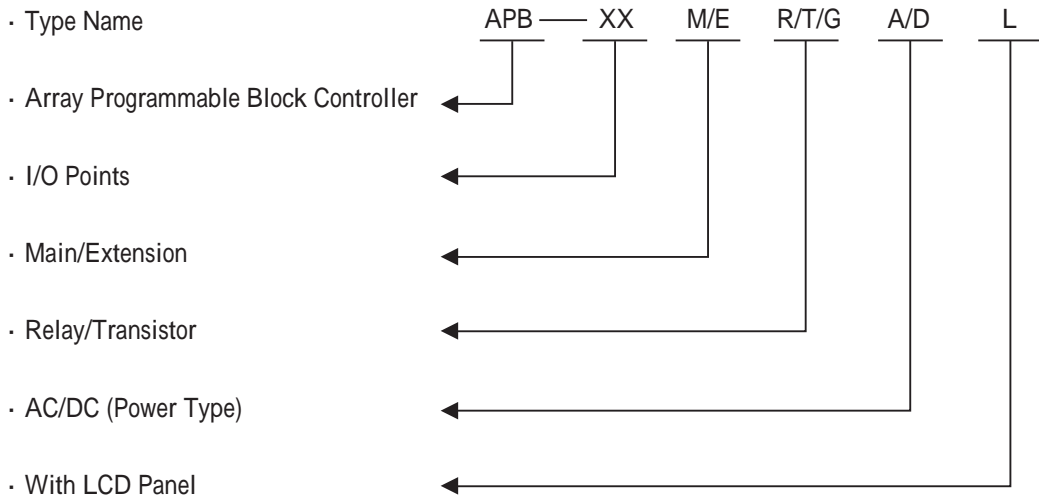 · Type Name APB — XX M/E R/T/G A/D L
· Array Programmable Block Controller
· I/O Points
· Main/Extension
· Relay/Transistor
· AC/DC (Power Type)
· With LCD Panel